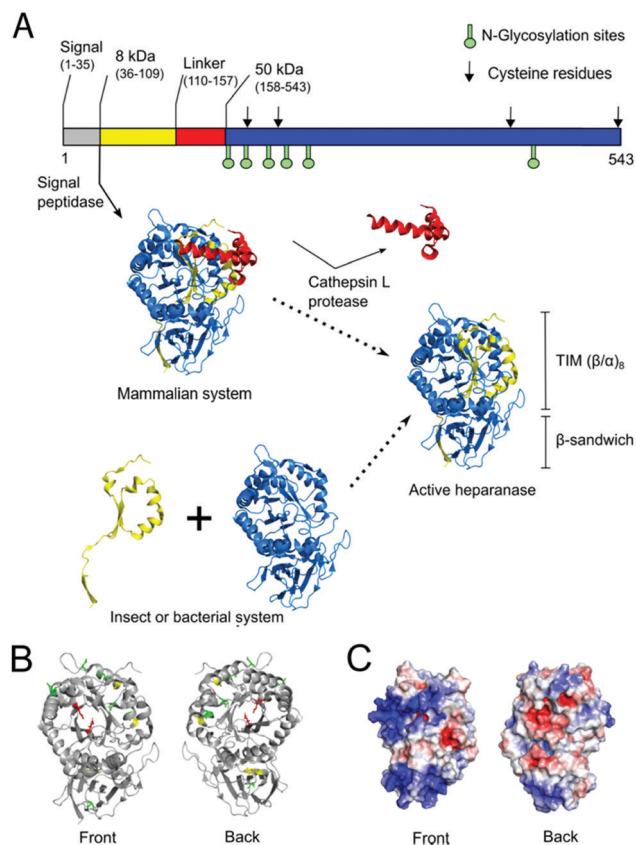 A
Signal
(1-35)
8 kDa
(36-109)
Linker
(110-157)
50 kDa
(158-543)
N-Glycosylation sites
Cysteine residues
1
543
Signal
peptidase
Cathepsin L
protease
Mammalian system
TIM (β/α)8
β-sandwich
Active heparanase
+
Insect or bacterial system
B
C
Front
Back
Front
Back